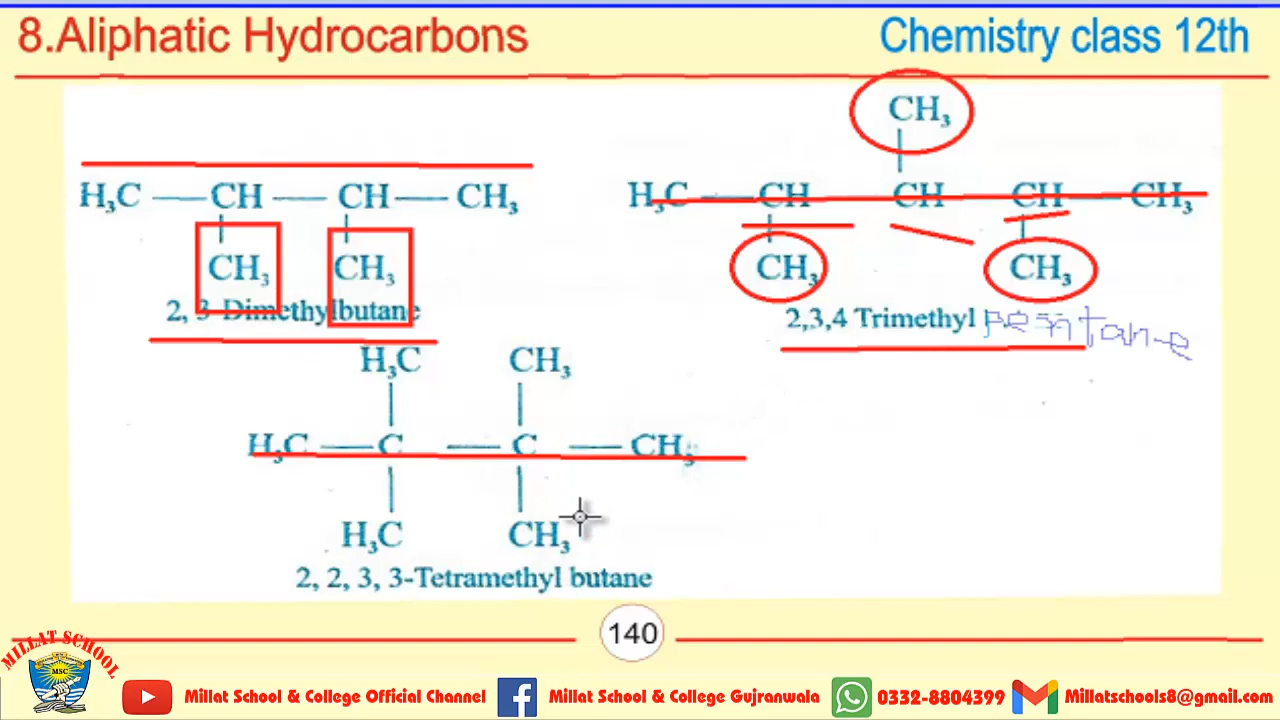 8.Aliphatic Hydrocarbons Chemistry class 12th
CH₃
H₃C — CH — CH — CH₃
H₃C — CH CH CH — CH₃
CH₃ CH₃
CH₃ CH₃
2, 3-Dimethylbutane
2,3,4 Trimethyl pentane
H₃C CH₃
H₃C — C — C — CH₃
H₃C CH₃
2, 2, 3, 3-Tetramethyl butane
140
MILLAT SCHOOL
MSC
Millat School & College Official Channel
Millat School & College Gujranwala
0332-8804399
Millatschools8@gmail.com